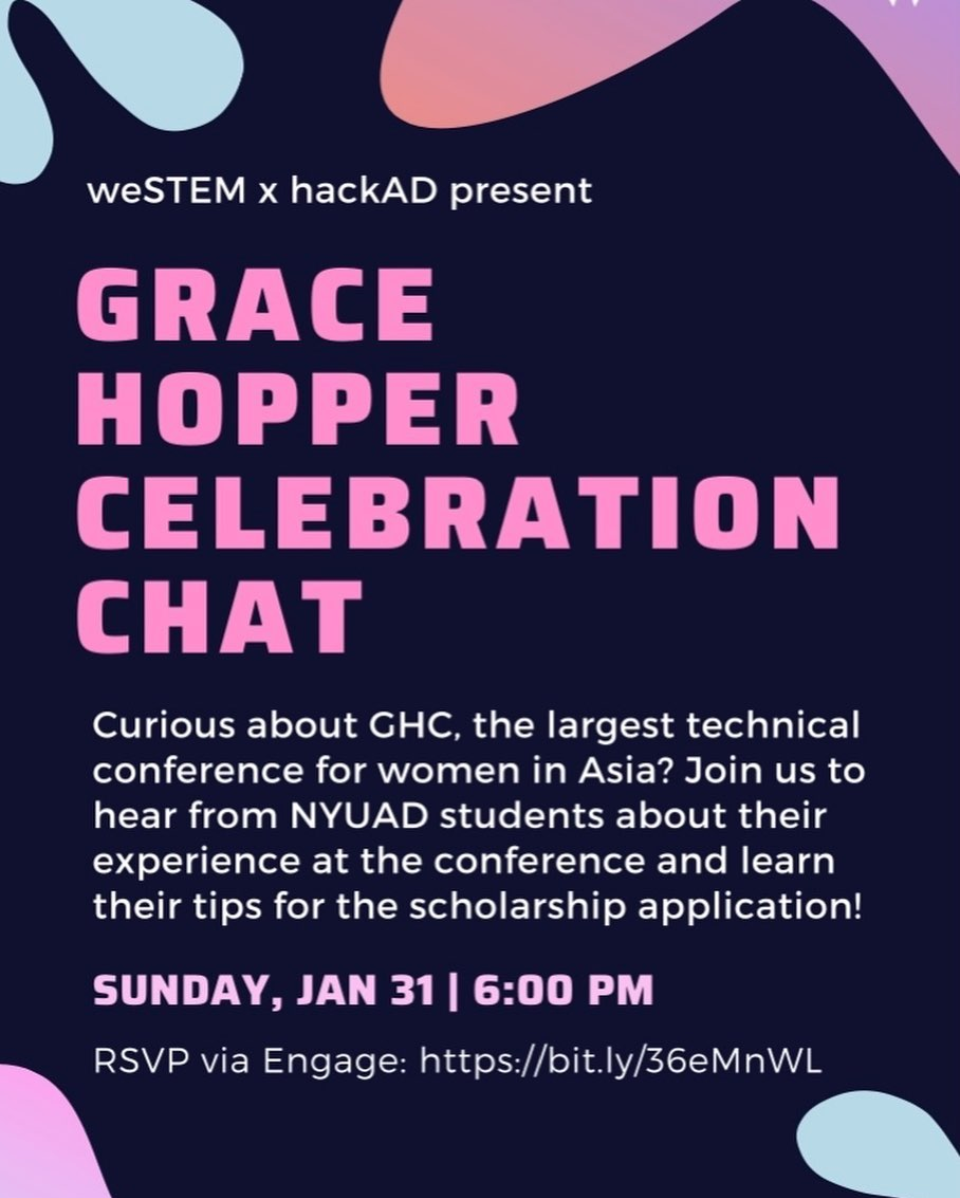 weSTEM x hackAD present
GRACE
HOPPER
CELEBRATION
CHAT
Curious about GHC, the largest technical
conference for women in Asia? Join us to
hear from NYUAD students about their
experience at the conference and learn
their tips for the scholarship application!
SUNDAY, JAN 31 | 6:00 PM
RSVP via Engage: https://bit.ly/36eMnWL